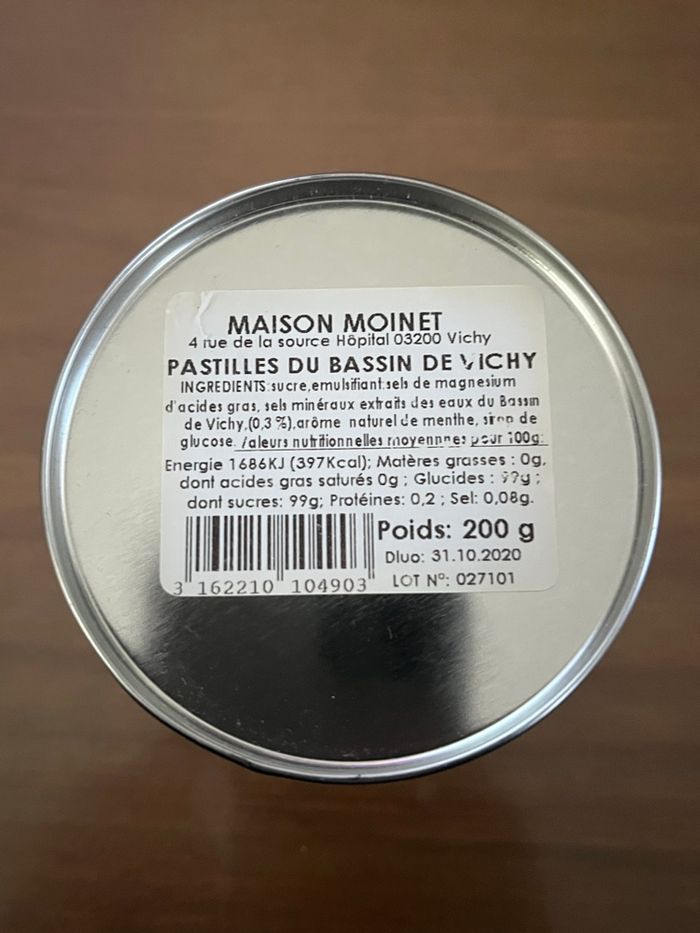 MAISON MOINET
4 rue de la source Hôpital 03200 Vichy
PASTILLES DU BASSIN DE VICHY
INGREDIENTS:sucre,emulsifiant:sels de magnesium
d'acides gras, sels minéraux extraits des eaux du Bassin
de Vichy,(0,3 %),arôme naturel de menthe, sirop de
glucose. Valeurs nutritionnelles moyennnes pour 100g:
Energie 1686KJ (397Kcal); Matères grasses : 0g,
dont acides gras saturés 0g ; Glucides : 99g ;
dont sucres: 99g; Protéines: 0,2 ; Sel: 0,08g.
Poids: 200 g
Dluo: 31.10.2020
LOT N°: 027101
3 162210 104903